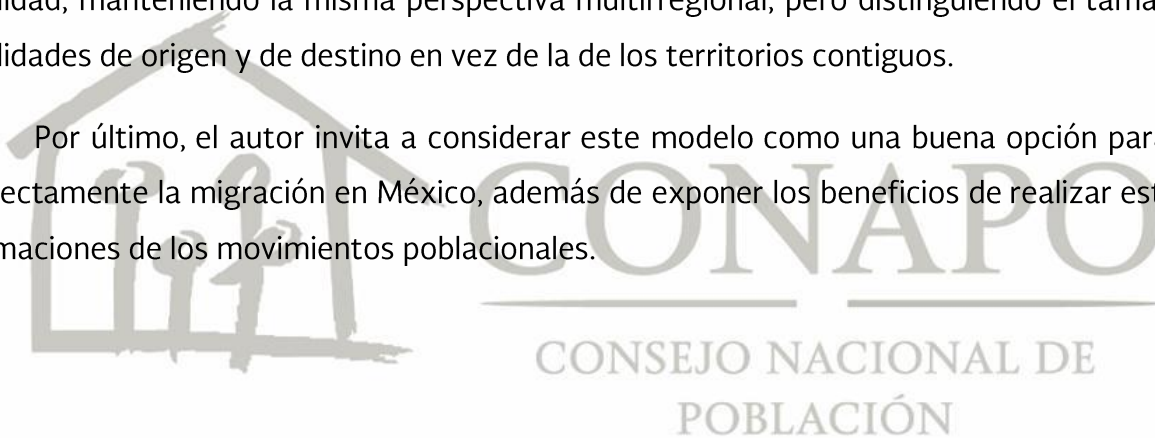 lidad, manteniendo la misma perspectiva multirregional, pero distinguiendo el tama
lidades de origen y de destino en vez de la de los territorios contiguos.
Por último, el autor invita a considerar este modelo como una buena opción para
ectamente la migración en México, además de exponer los beneficios de realizar est
maciones de los movimientos poblacionales.
CONAPO
CONSEJO NACIONAL DE
POBLACIÓN